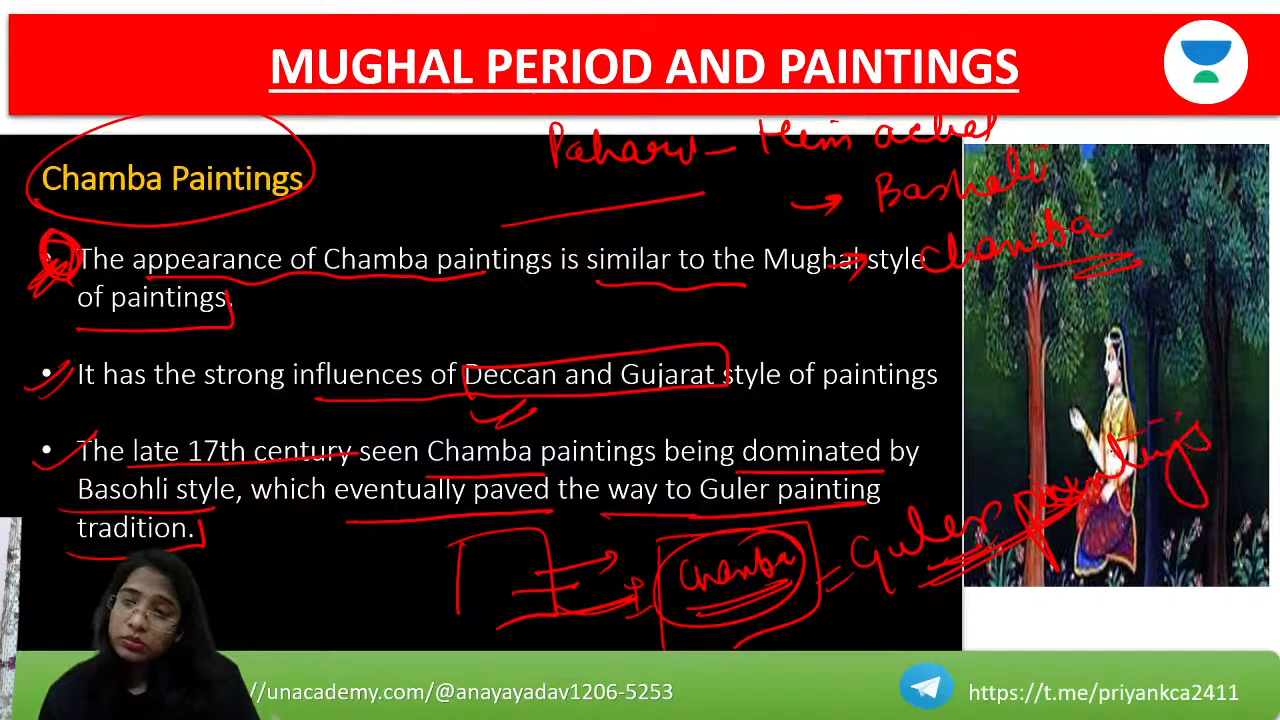 MUGHAL PERIOD AND PAINTINGS
Pahari - Himachal
→ Basholi
→ Chamba
Chamba Paintings
• The appearance of Chamba paintings is similar to the Mughal style
of paintings.
• It has the strong influences of Deccan and Gujarat style of paintings
• The late 17th century seen Chamba paintings being dominated by
Basohli style, which eventually paved the way to Guler painting
tradition.
Chamba = Guler paintings
//unacademy.com/@anayayadav1206-5253
https://t.me/priyankca2411